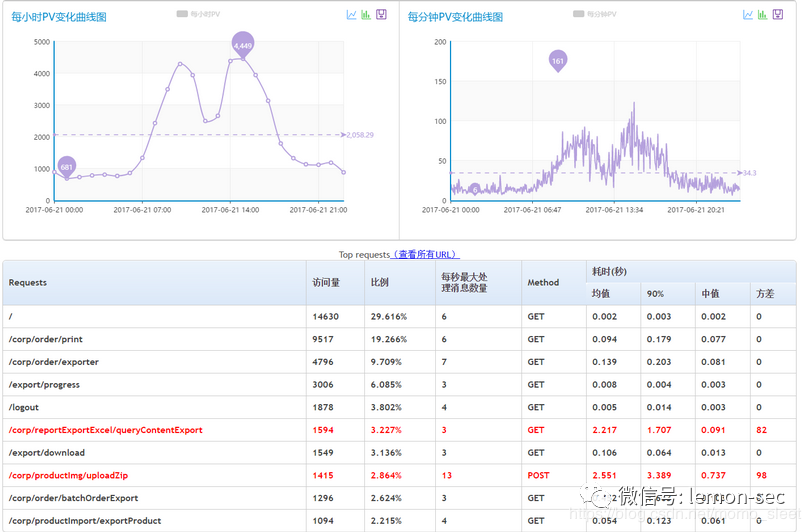 每小时PV变化曲线图
每小时PV
5000
4000
3000
2000
1000
0
4,449
681
2,058.29
2017-06-21 00:00 2017-06-21 07:00 2017-06-21 14:00 2017-06-21 21:00
每分钟PV变化曲线图
每分钟PV
200
150
100
50
0
161
34.3
2017-06-21 00:00 2017-06-21 06:47 2017-06-21 13:34 2017-06-21 20:21
Top requests（查看所有URL）
Requests 访问量 比例 每秒最大处理消息数量 Method 耗时(秒)
均值 90% 中值 方差
/ 14630 29.616% 6 GET 0.002 0.003 0.002 0
/corp/order/print 9517 19.266% 6 GET 0.094 0.179 0.077 0
/corp/order/exporter 4796 9.709% 7 GET 0.139 0.203 0.081 0
/export/progress 3006 6.085% 3 GET 0.008 0.004 0.003 0
/logout 1878 3.802% 4 GET 0.005 0.014 0.003 0
/corp/reportExportExcel/queryContentExport 1594 3.227% 3 GET 2.217 1.707 0.091 82
/export/download 1549 3.136% 3 GET 0.106 0.064 0.013 0
/corp/productImg/uploadZip 1415 2.864% 13 POST 2.551 3.389 0.737 98
/corp/order/batchOrderExport 1296 2.624% 3 GET
微信号: lemon-sec
/corp/productImport/exportProduct 1094 2.215% 4 GET 0.054 0.123 0.061 0